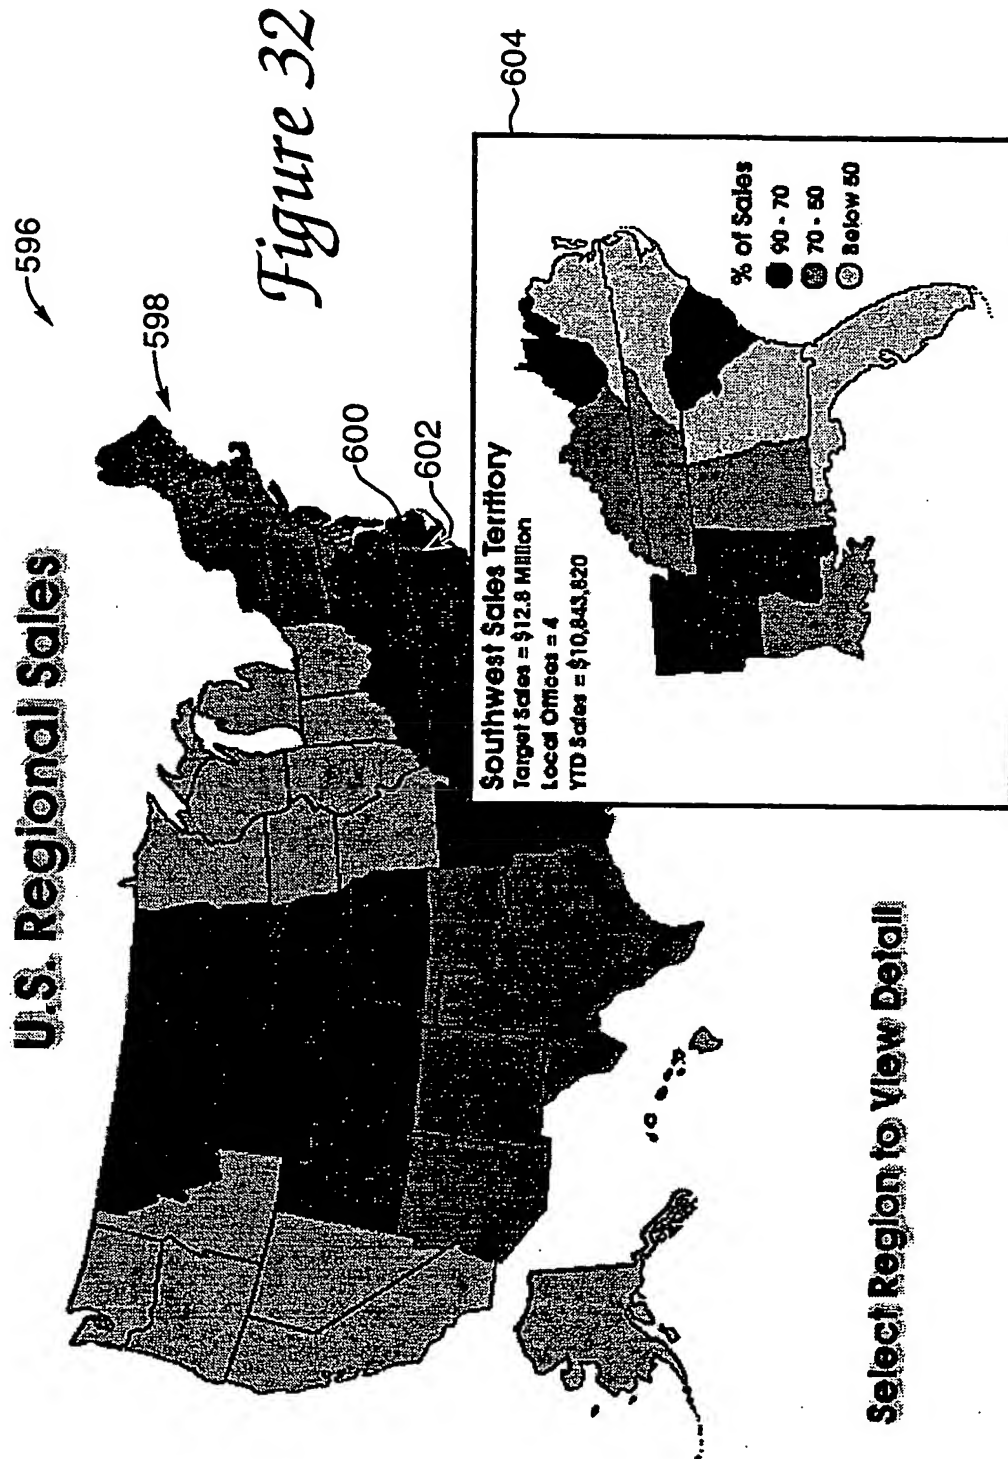 U.S. Regional Sales
596
598
Figure 32
600
602
604
Southwest Sales Territory
Target Sales = $12.8 Million
Local Offices = 4
YTD Sales = $10,843,820
% of Sales
90 - 70
70 - 50
Below 50
Select Region to View Detail